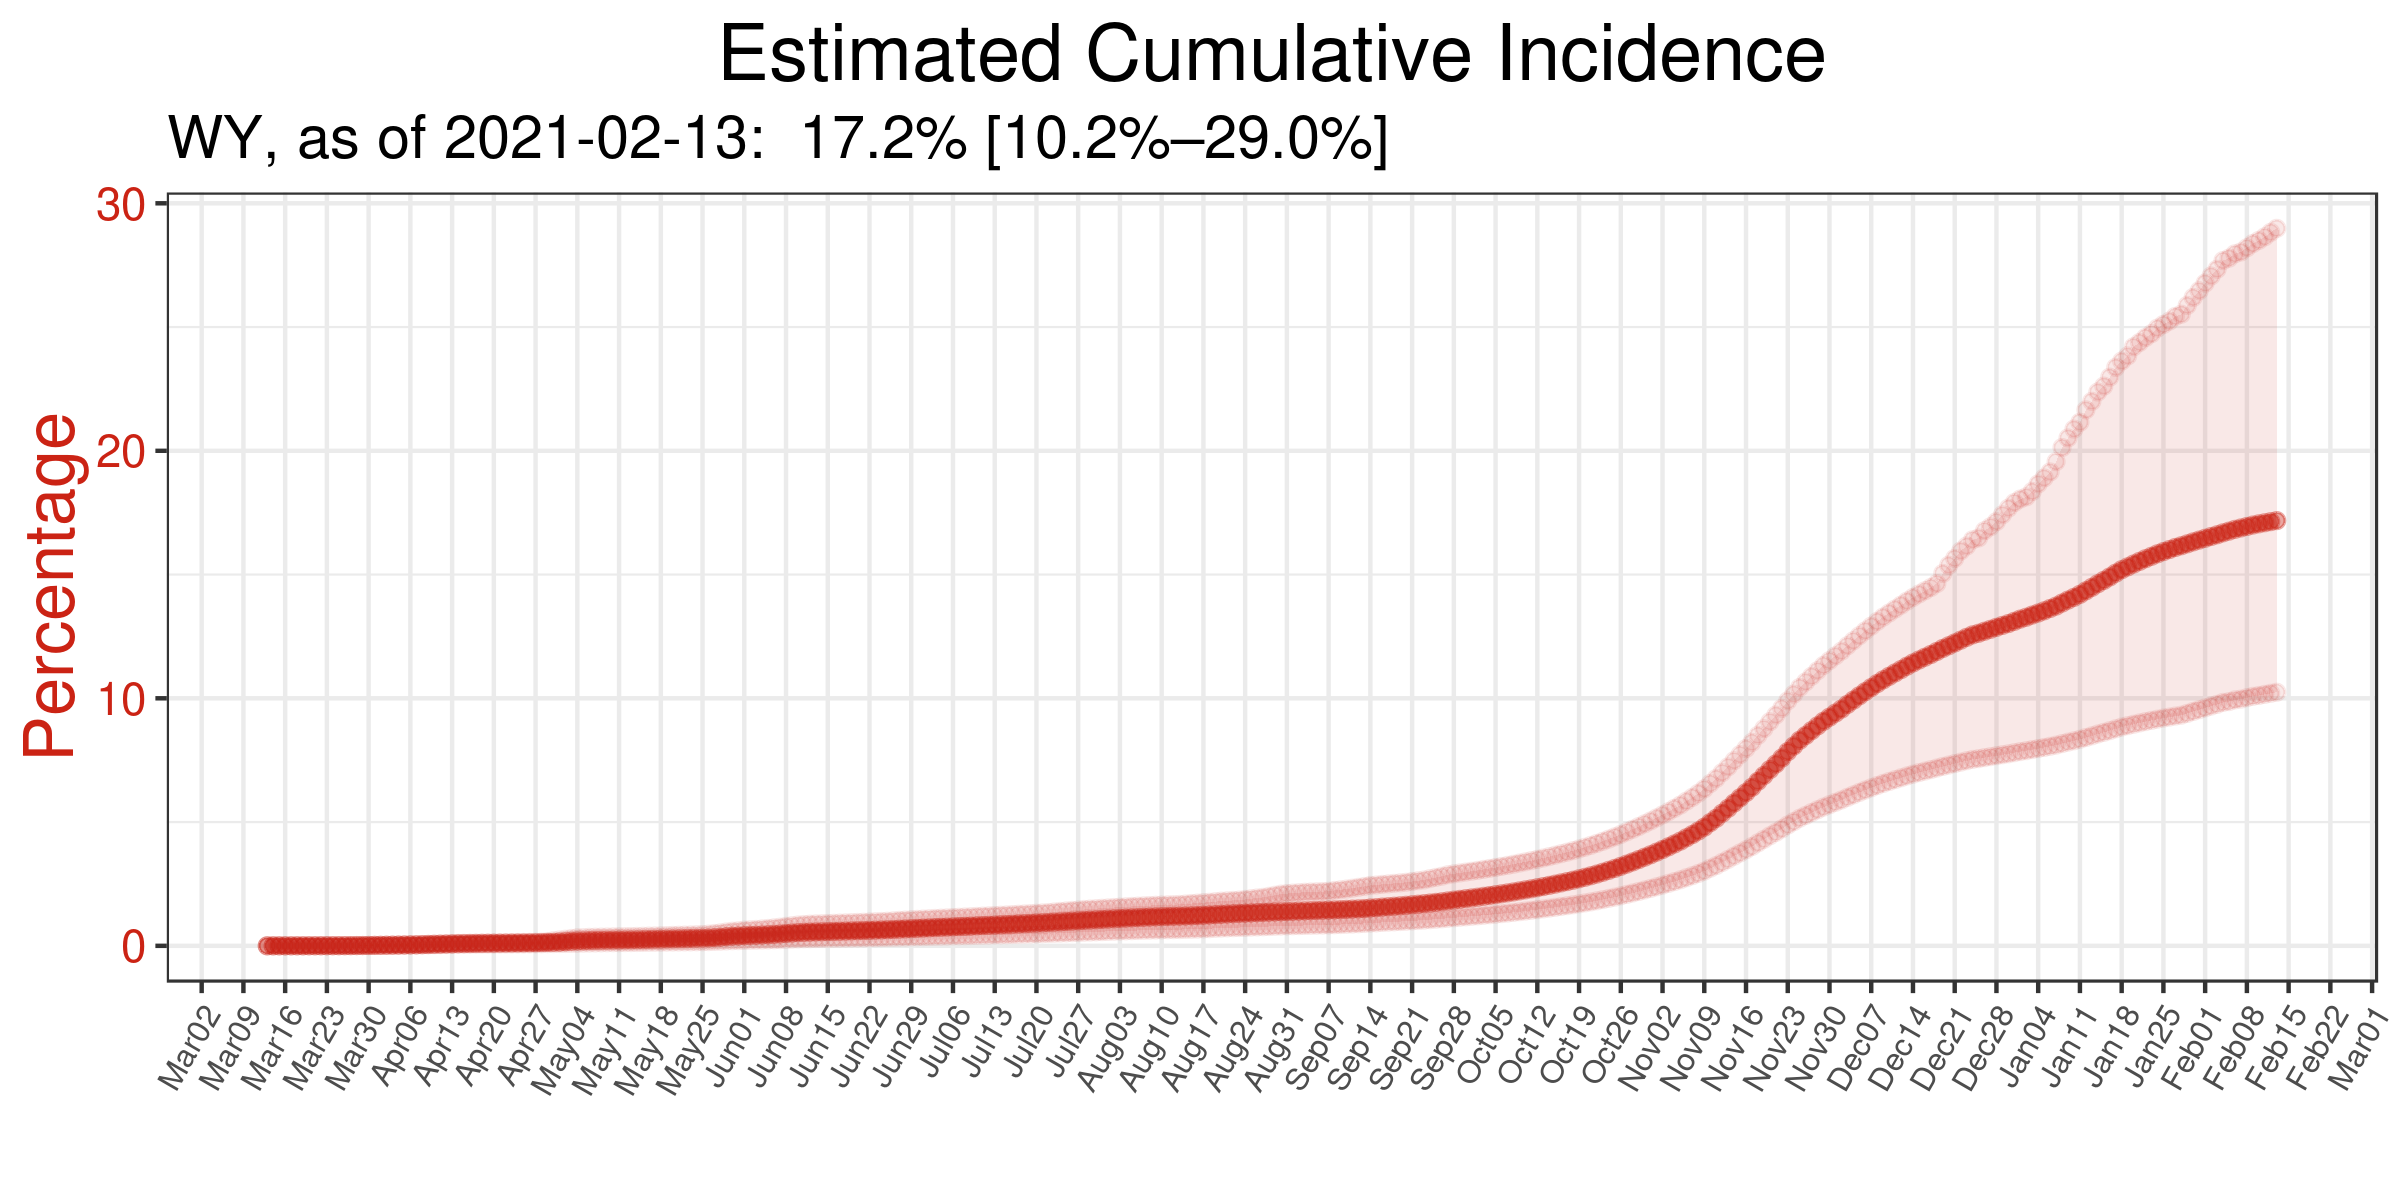 Estimated Cumulative Incidence
WY, as of 2021-02-13:  17.2% [10.2%–29.0%]
Percentage
30
20
10
0
Mar02
Mar09
Mar16
Mar23
Mar30
Apr06
Apr13
Apr20
Apr27
May04
May11
May18
May25
Jun01
Jun08
Jun15
Jun22
Jun29
Jul06
Jul13
Jul20
Jul27
Aug03
Aug10
Aug17
Aug24
Aug31
Sep07
Sep14
Sep21
Sep28
Oct05
Oct12
Oct19
Oct26
Nov02
Nov09
Nov16
Nov23
Nov30
Dec07
Dec14
Dec21
Dec28
Jan04
Jan11
Jan18
Jan25
Feb01
Feb08
Feb15
Feb22
Mar01